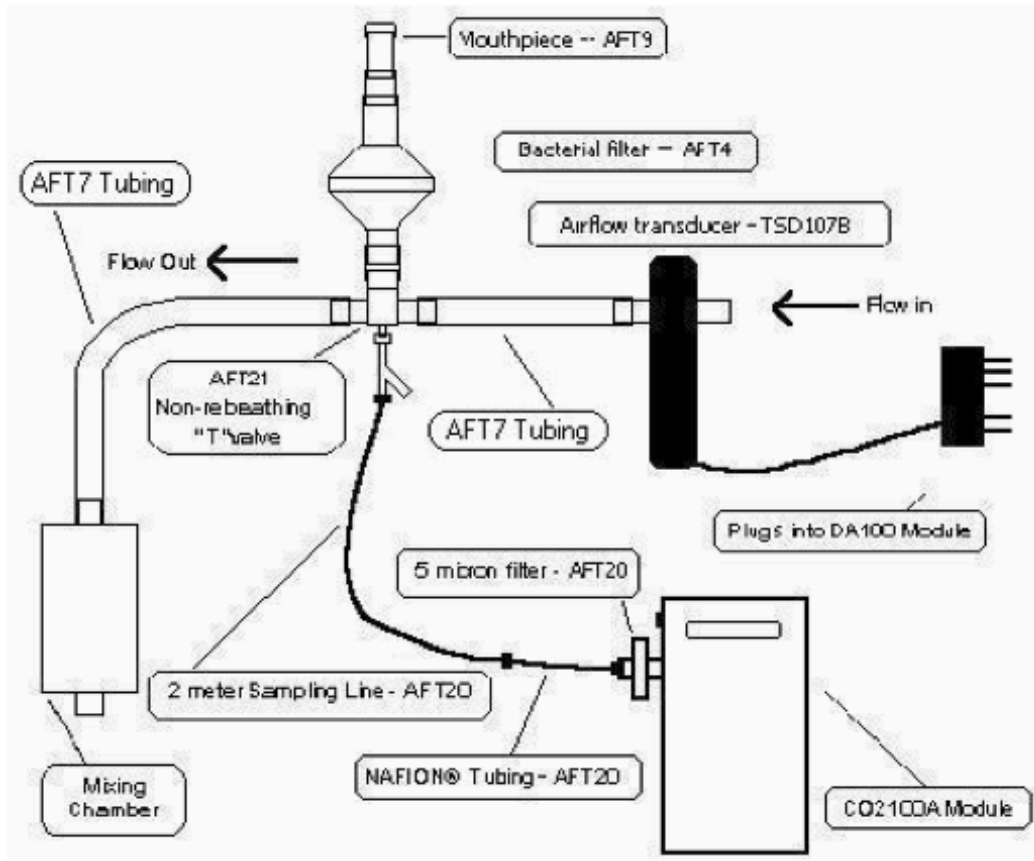 Mouthpiece -- AFT9
Bacterial filter -- AFT4
AFT7 Tubing
Airflow transducer - TSD107B
Flow Out
Flow in
AFT21
Non-rebeathing
"T"valve
AFT7 Tubing
Plugs into DA100 Module
5 micron filter - AFT20
2 meter Sampling Line - AFT20
NAFION® Tubing - AFT20
Mixing
Chamber
CO2100A Module